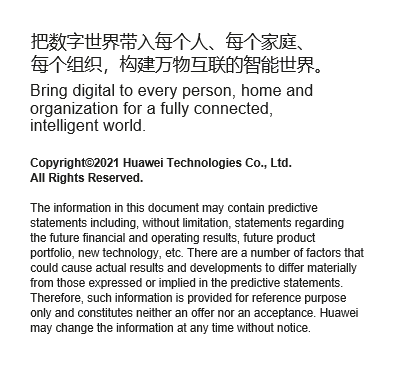 把数字世界带入每个人、每个家庭、
每个组织，构建万物互联的智能世界。
Bring digital to every person, home and
organization for a fully connected,
intelligent world.
Copyright©2021 Huawei Technologies Co., Ltd.
All Rights Reserved.
The information in this document may contain predictive
statements including, without limitation, statements regarding
the future financial and operating results, future product
portfolio, new technology, etc. There are a number of factors that
could cause actual results and developments to differ materially
from those expressed or implied in the predictive statements.
Therefore, such information is provided for reference purpose
only and constitutes neither an offer nor an acceptance. Huawei
may change the information at any time without notice.